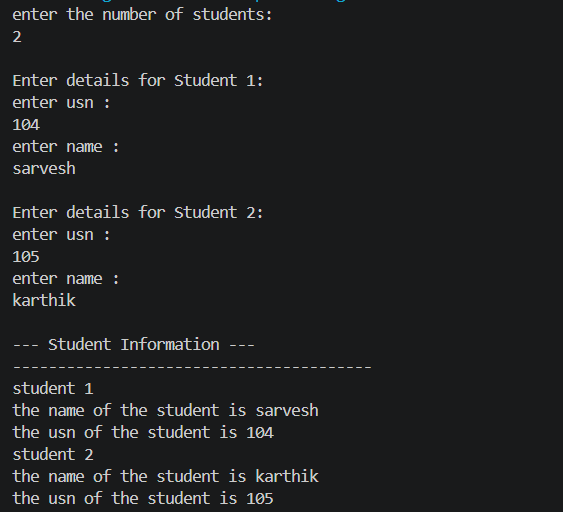 enter the number of students:
2
Enter details for Student 1:
enter usn :
104
enter name :
sarvesh
Enter details for Student 2:
enter usn :
105
enter name :
karthik
--- Student Information ---
----------------------------------------
student 1
the name of the student is sarvesh
the usn of the student is 104
student 2
the name of the student is karthik
the usn of the student is 105